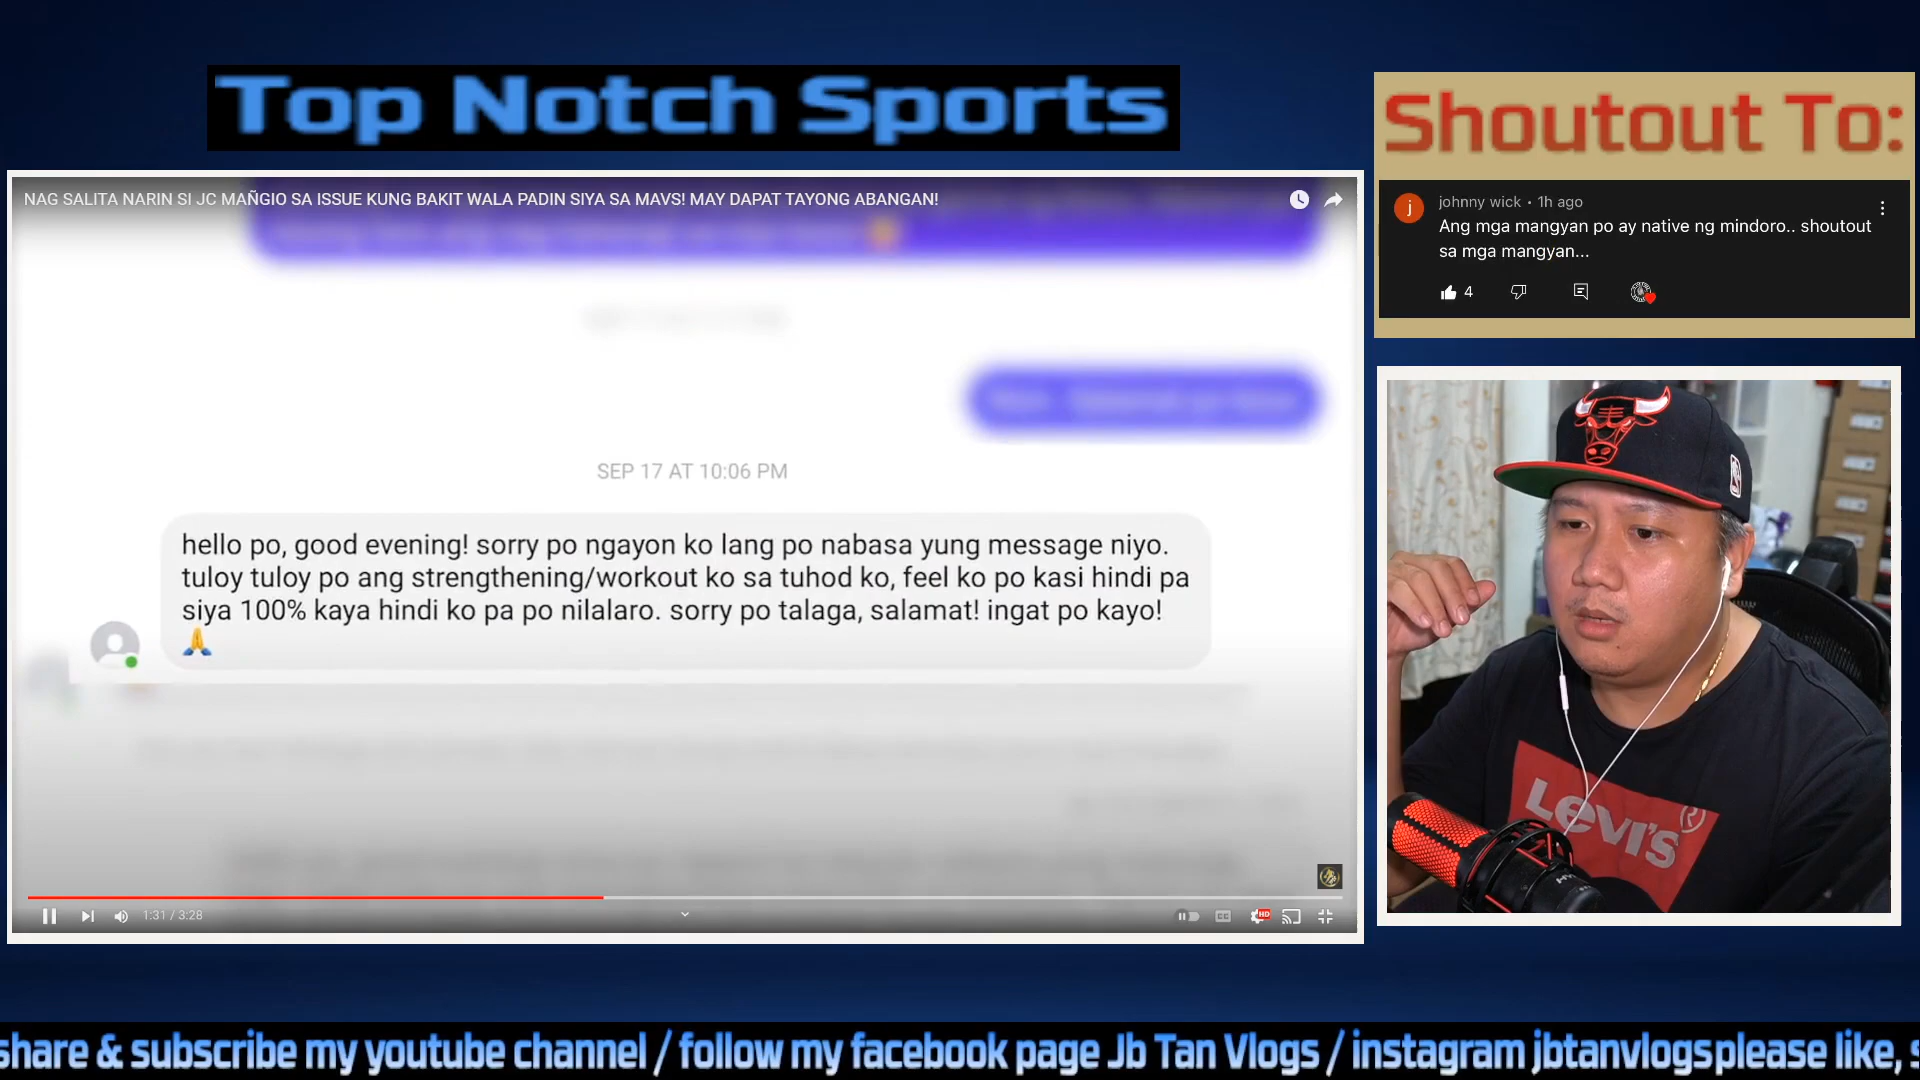 Top Notch Sports
Shoutout To:
NAG SALITA NARIN SI JC MAÑGIO SA ISSUE KUNG BAKIT WALA PADIN SIYA SA MAVS! MAY DAPAT TAYONG ABANGAN!
j
johnny wick • 1h ago
Ang mga mangyan po ay native ng mindoro.. shoutout
sa mga mangyan...
4
SEP 17 AT 10:06 PM
hello po, good evening! sorry po ngayon ko lang po nabasa yung message niyo.
tuloy tuloy po ang strengthening/workout ko sa tuhod ko, feel ko po kasi hindi pa
siya 100% kaya hindi ko pa po nilalaro. sorry po talaga, salamat! ingat po kayo!
🙏
LEVI'S®
1:31 / 3:28
CC
HD
share & subscribe my youtube channel / follow my facebook page Jb Tan Vlogs / instagram jbtanvlogsplease like, s